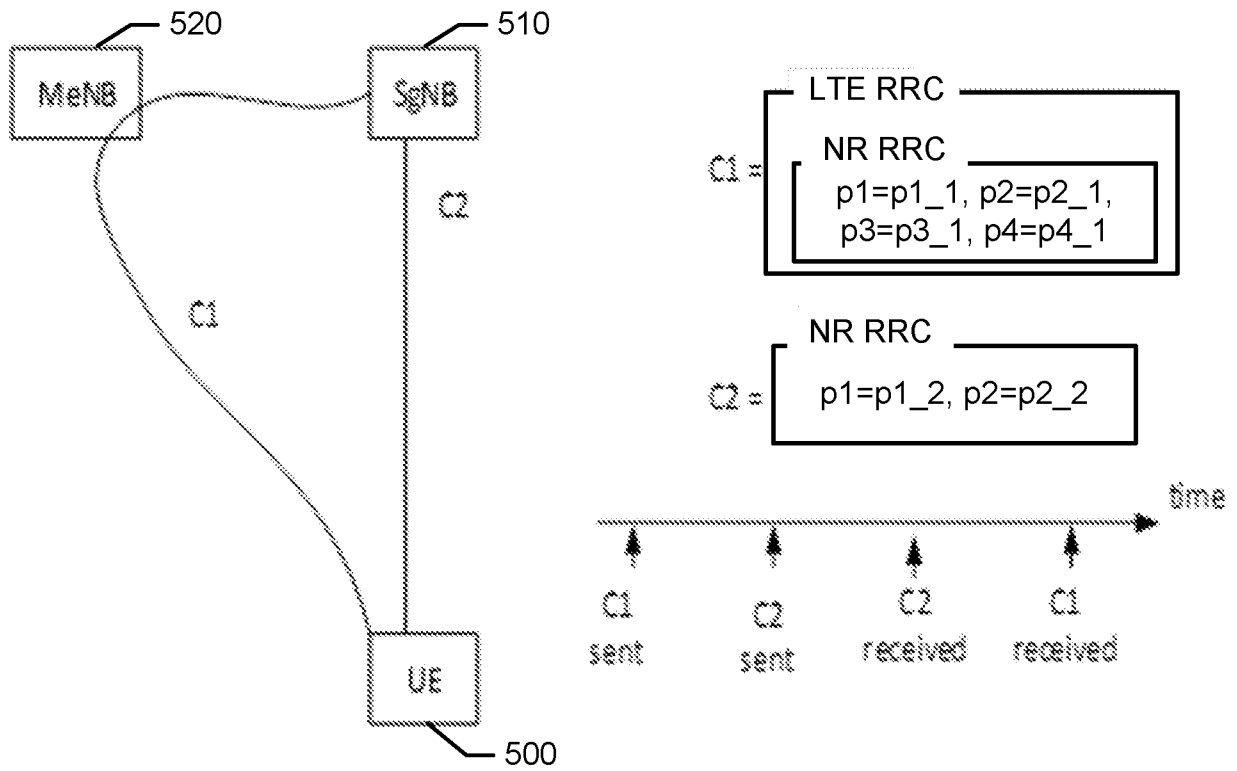 520
510
MeNB
SgNB
C2
C1
C1 =
LTE RRC
NR RRC
p1=p1_1, p2=p2_1,
p3=p3_1, p4=p4_1
C2 =
NR RRC
p1=p1_2, p2=p2_2
time
C1 sent
C2 sent
C2 received
C1 received
UE
500